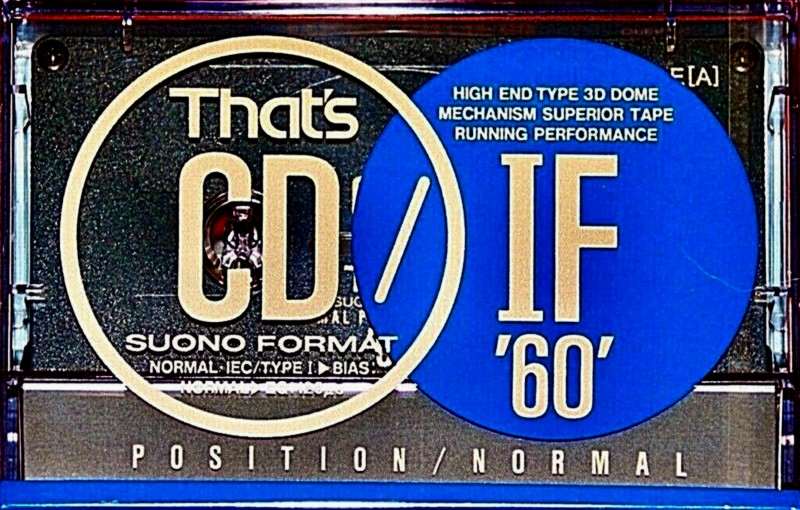 E[A]
That's
CD/IF
HIGH END TYPE 3D DOME
MECHANISM SUPERIOR TAPE
RUNNING PERFORMANCE
'60'
SUONO FORMAT
NORMAL·IEC/TYPE I▶BIAS
POSITION/NORMAL